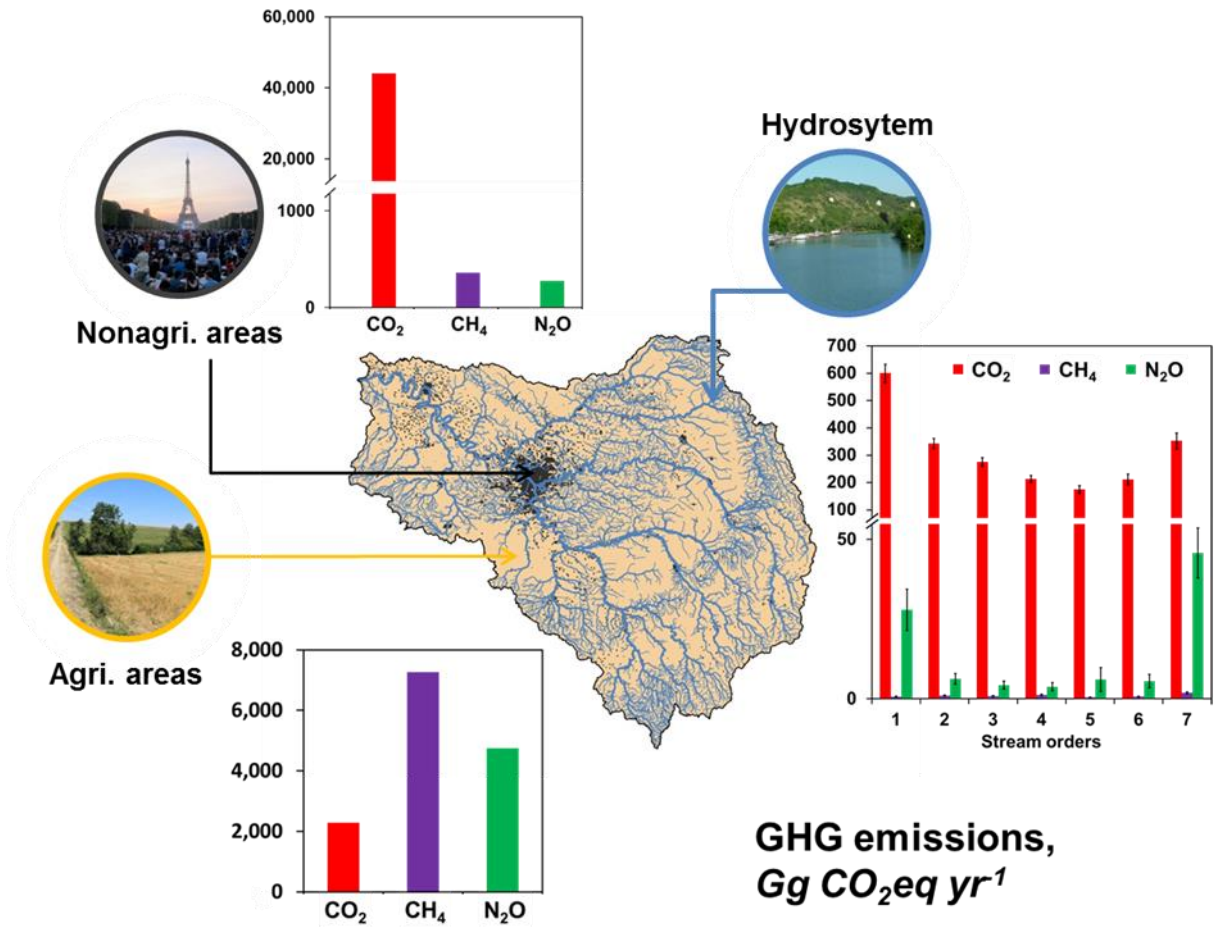 60,000
40,000
20,000
1000
0
CO₂ CH₄ N₂O
Nonagri. areas
Hydrosytem
700
600
500
400
300
200
100
50
0
CO₂ CH₄ N₂O
1 2 3 4 5 6 7
Stream orders
Agri. areas
8,000
6,000
4,000
2,000
0
CO₂ CH₄ N₂O
GHG emissions,
Gg CO₂eq yr⁻¹